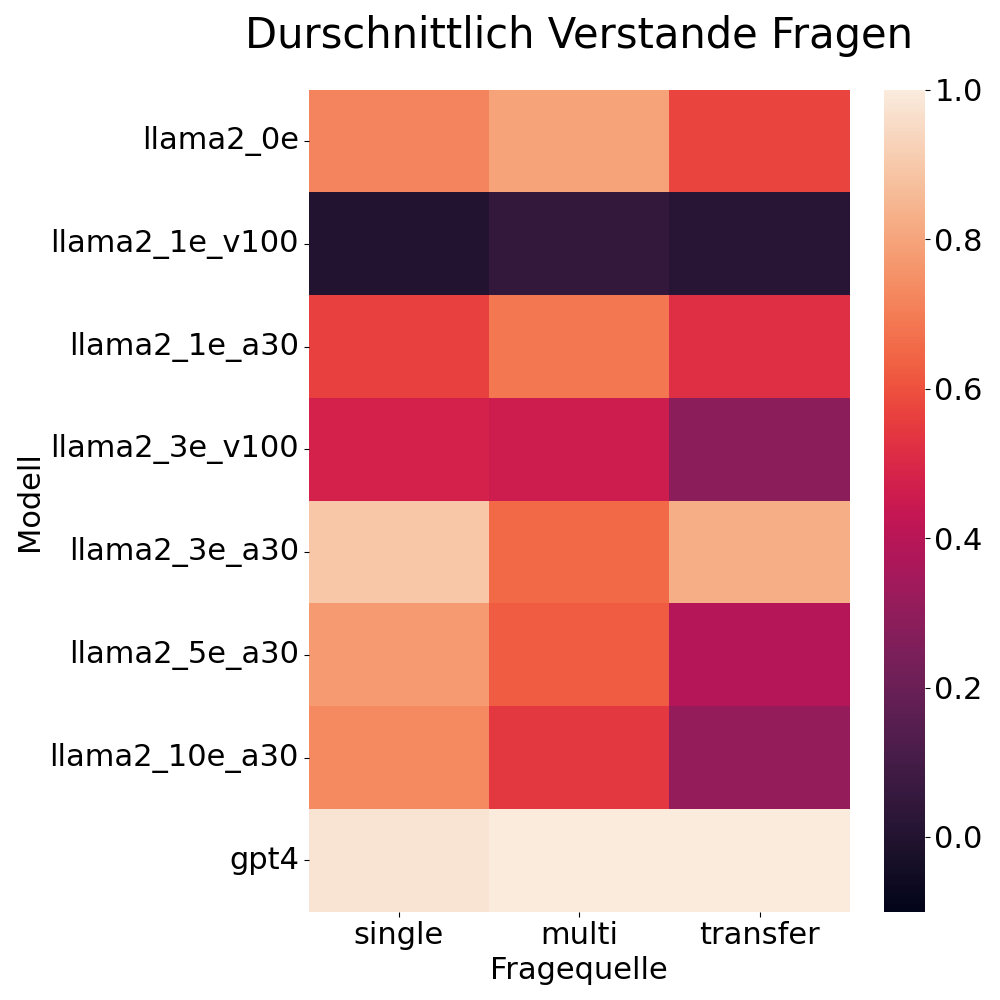 Durschnittlich Verstande Fragen
llama2_0e
llama2_1e_v100
llama2_1e_a30
llama2_3e_v100
llama2_3e_a30
llama2_5e_a30
llama2_10e_a30
gpt4
Modell
single multi transfer
Fragequelle
1.0
0.8
0.6
0.4
0.2
0.0